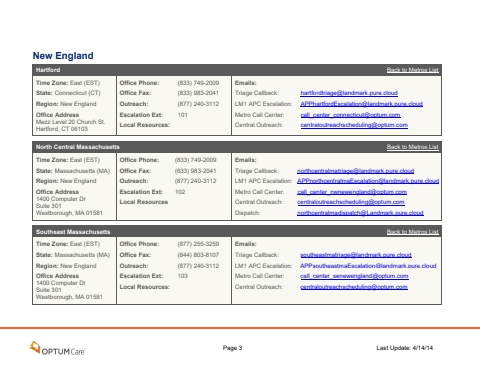 New England
Hartford Back to Metros List
Time Zone: East (EST) Office Phone: (833) 749-2009 Emails:
State: Connecticut (CT) Office Fax: (833) 983-2041 Triage Callback: hartfordtriage@landmark.pure.cloud
Region: New England Outreach: (877) 240-3112 LM1 APC Escalation: APPhartfordEscalation@landmark.pure.cloud
Office Address Escalation Ext: 101 Metro Call Center: call_center_connecticut@optum.com
Mezz Level 20 Church St. Local Resources: Central Outreach: centraloutreachscheduling@optum.com
Hartford, CT 06103
North Central Massachusetts Back to Metros List
Time Zone: East (EST) Office Phone: (833) 749-2009 Emails:
State: Massachusetts (MA) Office Fax: (833) 983-2041 Triage Callback: northcentralmatriage@landmark.pure.cloud
Region: New England Outreach: (877) 240-3112 LM1 APC Escalation: APPnorthcentralmaEscalation@landmark.pure.cloud
Office Address Escalation Ext: 102 Metro Call Center: call_center_newengland@optum.com
1400 Computer Dr Local Resources Central Outreach: centraloutreachscheduling@optum.com
Suite 301
Westborough, MA 01581 Dispatch: northcentralmadispatch@Landmark.pure.cloud
Southeast Massachusetts Back to Metros List
Time Zone: East (EST) Office Phone: (877) 255-3259 Emails:
State: Massachusetts (MA) Office Fax: (844) 803-8107 Triage Callback: southeastmatriage@landmark.pure.cloud
Region: New England Outreach: (877) 240-3112 LM1 APC Escalation: APPsoutheastmaEscalation@landmark.pure.cloud
Office Address Escalation Ext: 103 Metro Call Center: call_center_newengland@optum.com
1400 Computer Dr Local Resources: Central Outreach: centraloutreachscheduling@optum.com
Suite 301
Westborough, MA 01581
OPTUMCare Page 3 Last Update: 4/14/14